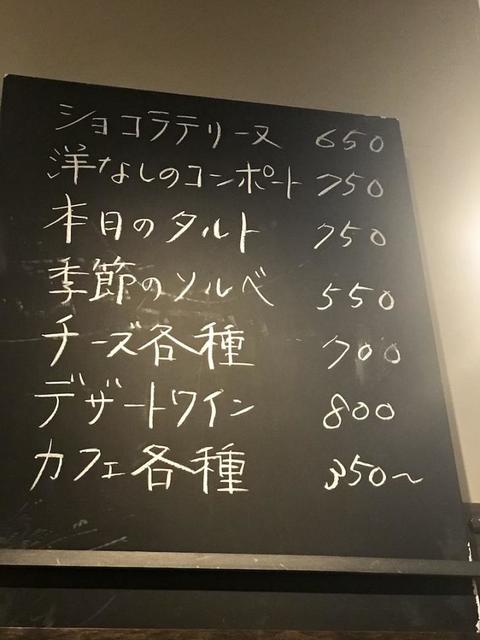 ショコラテリーヌ 650
洋なしのコンポート 750
本日のタルト 750
季節のソルベ 550
チーズ各種 700
デザートワイン 800
カフェ各種 350～